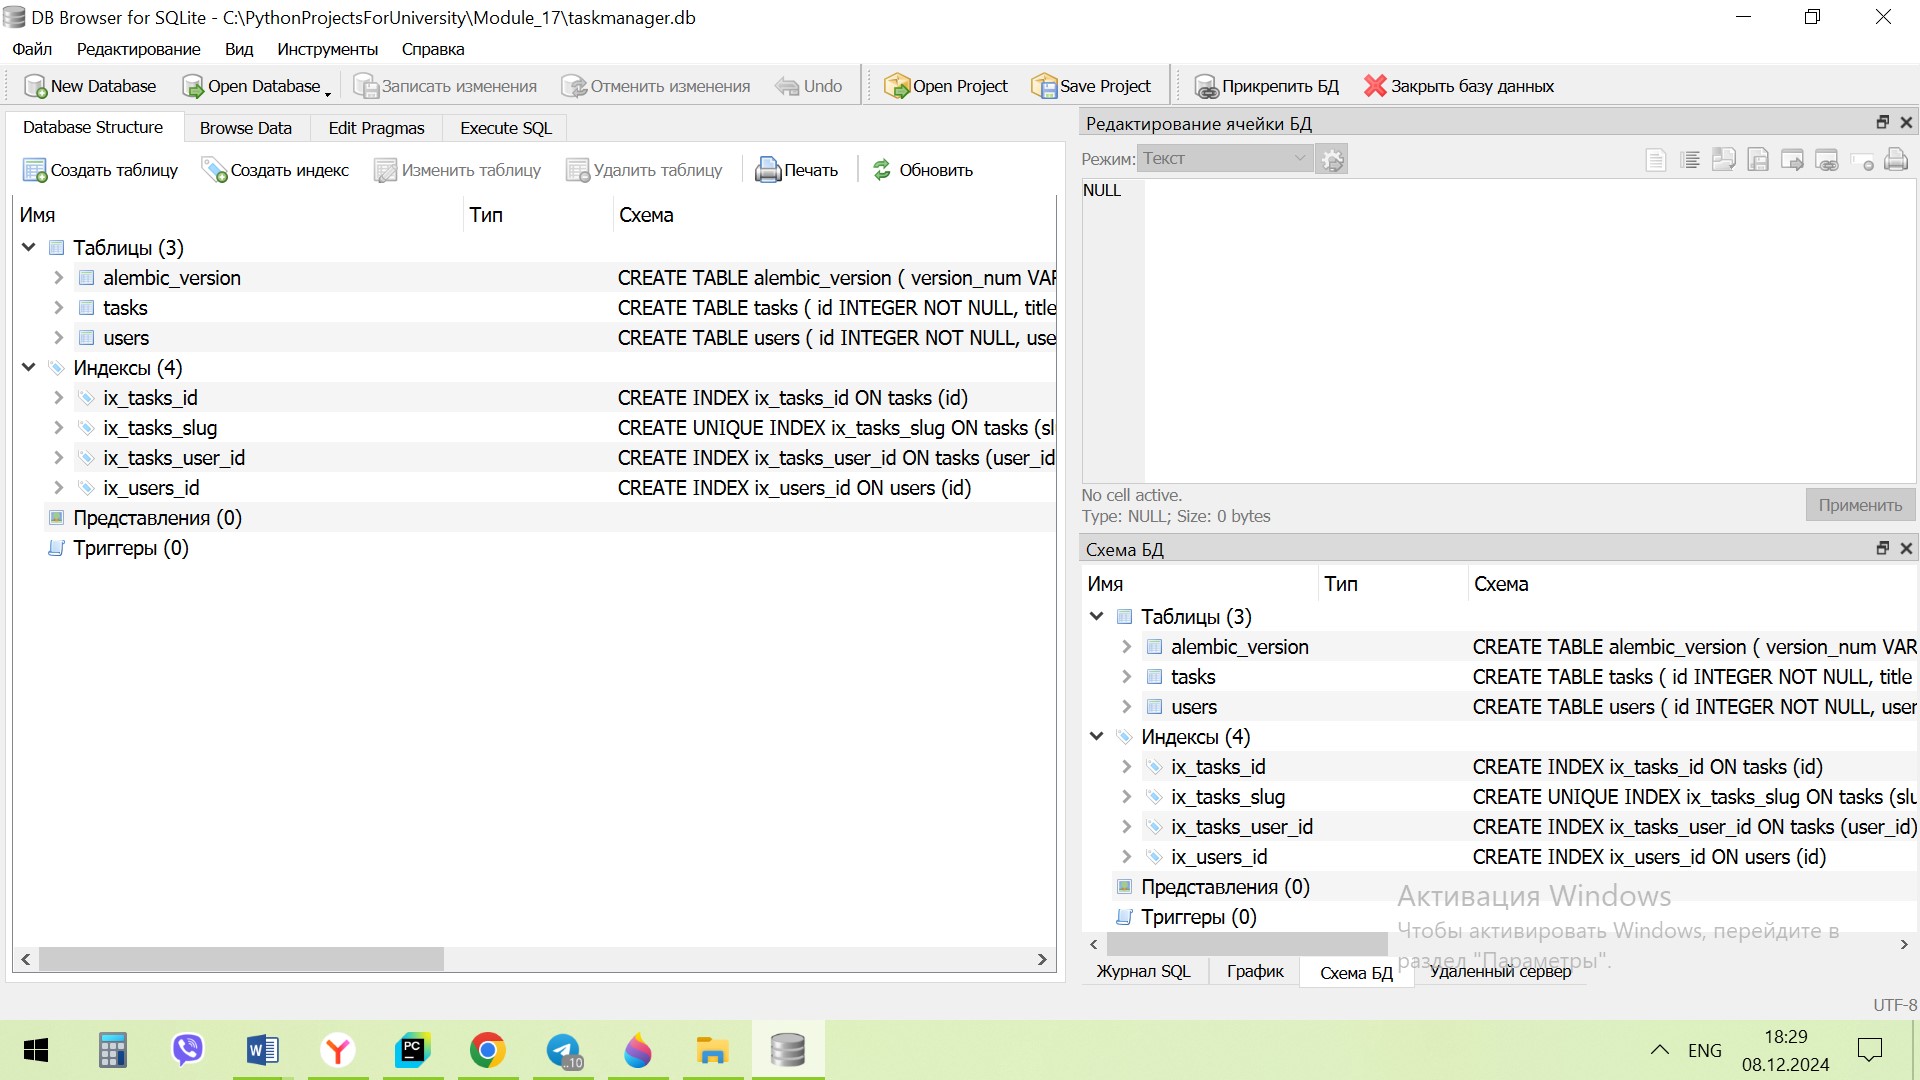 DB Browser for SQLite - C:\PythonProjectsForUniversity\Module_17\taskmanager.db
Файл Редактирование Вид Инструменты Справка
New Database Open Database Записать изменения Отменить изменения Undo Open Project Save Project Прикрепить БД Закрыть базу данных
Database Structure Browse Data Edit Pragmas Execute SQL
Создать таблицу Создать индекс Изменить таблицу Удалить таблицу Печать Обновить
Имя Тип Схема
Таблицы (3)
alembic_version CREATE TABLE alembic_version ( version_num VAR
tasks CREATE TABLE tasks ( id INTEGER NOT NULL, title
users CREATE TABLE users ( id INTEGER NOT NULL, use
Индексы (4)
ix_tasks_id CREATE INDEX ix_tasks_id ON tasks (id)
ix_tasks_slug CREATE UNIQUE INDEX ix_tasks_slug ON tasks (sl
ix_tasks_user_id CREATE INDEX ix_tasks_user_id ON tasks (user_id
ix_users_id CREATE INDEX ix_users_id ON users (id)
Представления (0)
Триггеры (0)
Редактирование ячейки БД
Режим: Текст
NULL
No cell active.
Type: NULL; Size: 0 bytes
Применить
Схема БД
Имя Тип Схема
Таблицы (3)
alembic_version CREATE TABLE alembic_version ( version_num VAR
tasks CREATE TABLE tasks ( id INTEGER NOT NULL, title
users CREATE TABLE users ( id INTEGER NOT NULL, user
Индексы (4)
ix_tasks_id CREATE INDEX ix_tasks_id ON tasks (id)
ix_tasks_slug CREATE UNIQUE INDEX ix_tasks_slug ON tasks (slu
ix_tasks_user_id CREATE INDEX ix_tasks_user_id ON tasks (user_id)
ix_users_id CREATE INDEX ix_users_id ON users (id)
Представления (0)
Триггеры (0)
Активация Windows
Чтобы активировать Windows, перейдите в
раздел "Параметры".
Журнал SQL График Схема БД Удаленный сервер
UTF-8
W Y PC ..10
ENG
18:29
08.12.2024